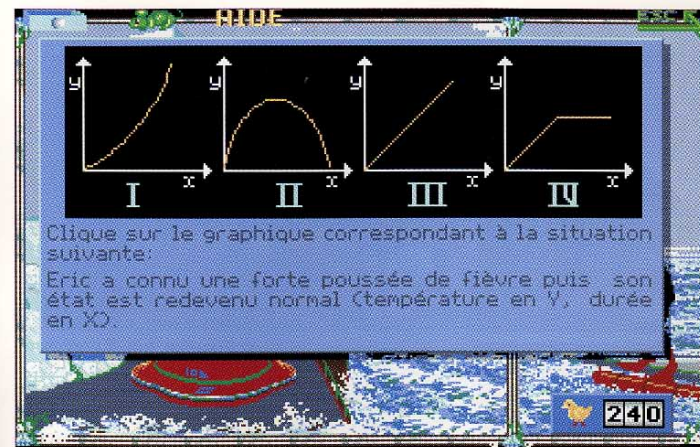 AIDE
ESC R
y y y y
x x x x
I II III IV
Clique sur le graphique correspondant à la situation
suivante:
Eric a connu une forte poussée de fièvre puis son
état est redevenu normal (température en Y, durée
en X).
240